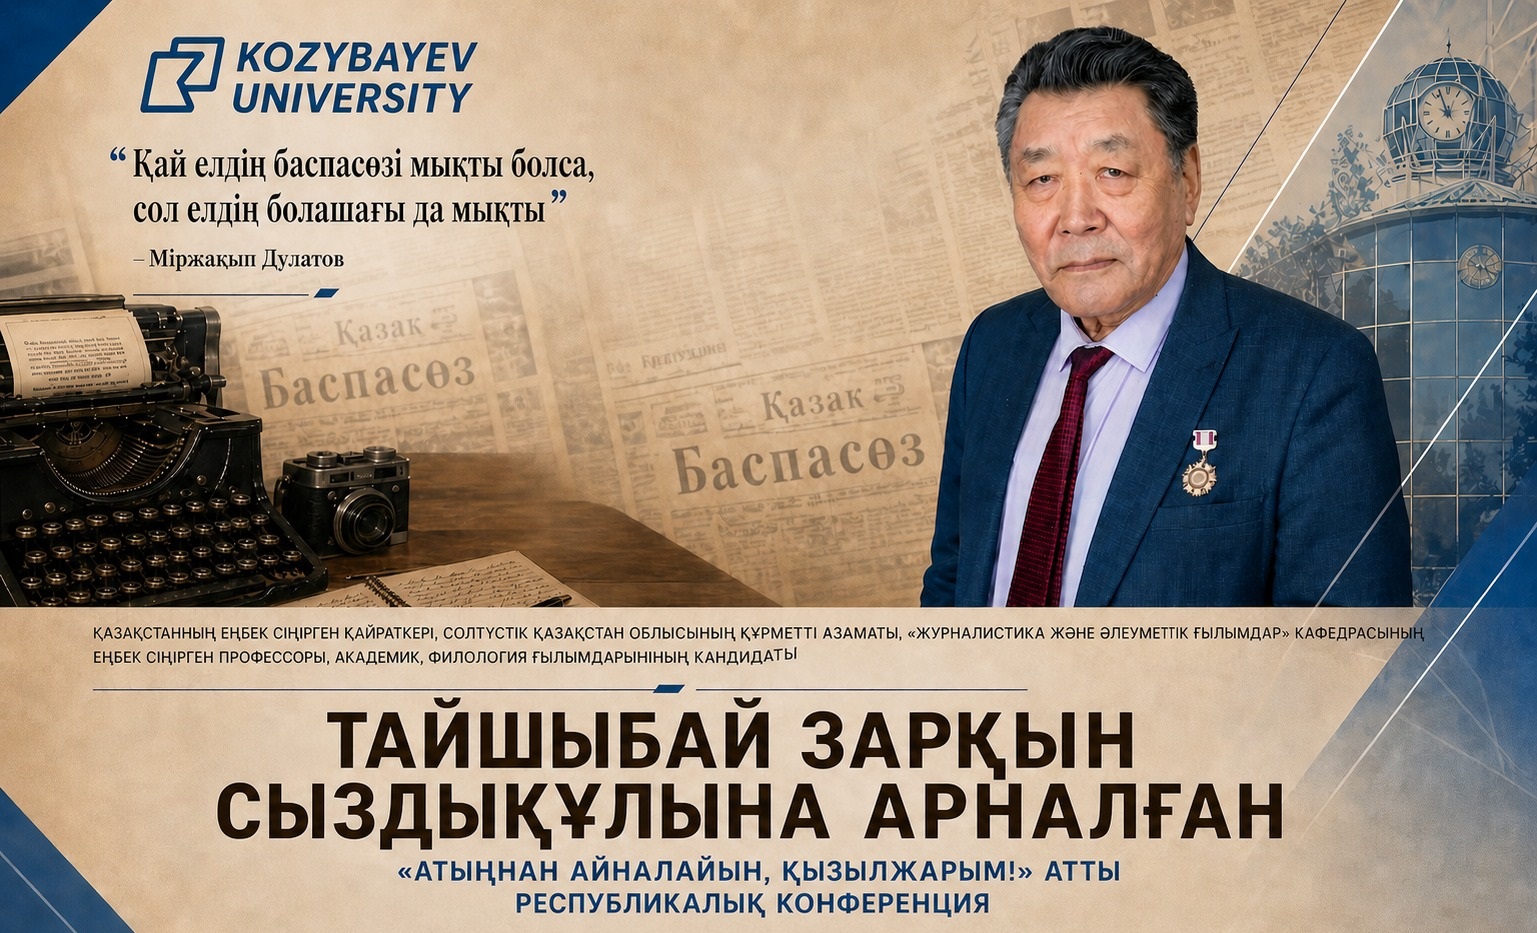 KOZYBAYEV
UNIVERSITY
“Қай елдің баспасөзі мықты болса,
сол елдің болашағы да мықты”
– Міржақып Дулатов
Қазак
Баспасөз
Қазак
Баспасөз
ҚАЗАҚСТАННЫҢ ЕҢБЕК СІҢІРГЕН ҚАЙРАТКЕРІ, СОЛТҮСТІК ҚАЗАҚСТАН ОБЛЫСЫНЫҢ ҚҰРМЕТТІ АЗАМАТЫ, «ЖУРНАЛИСТИКА ЖӘНЕ ӘЛЕУМЕТТІК ҒЫЛЫМДАР» КАФЕДРАСЫНЫҢ
ЕҢБЕК СІҢІРГЕН ПРОФЕССОРЫ, АКАДЕМИК, ФИЛОЛОГИЯ ҒЫЛЫМДАРЫНІНЫҢ КАНДИДАТЫ
ТАЙШЫБАЙ ЗАРҚЫН
СЫЗДЫҚҰЛЫНА АРНАЛҒАН
«АТЫҢНАН АЙНАЛАЙЫН, ҚЫЗЫЛЖАРЫМ!» АТТЫ
РЕСПУБЛИКАЛЫҚ КОНФЕРЕНЦИЯ